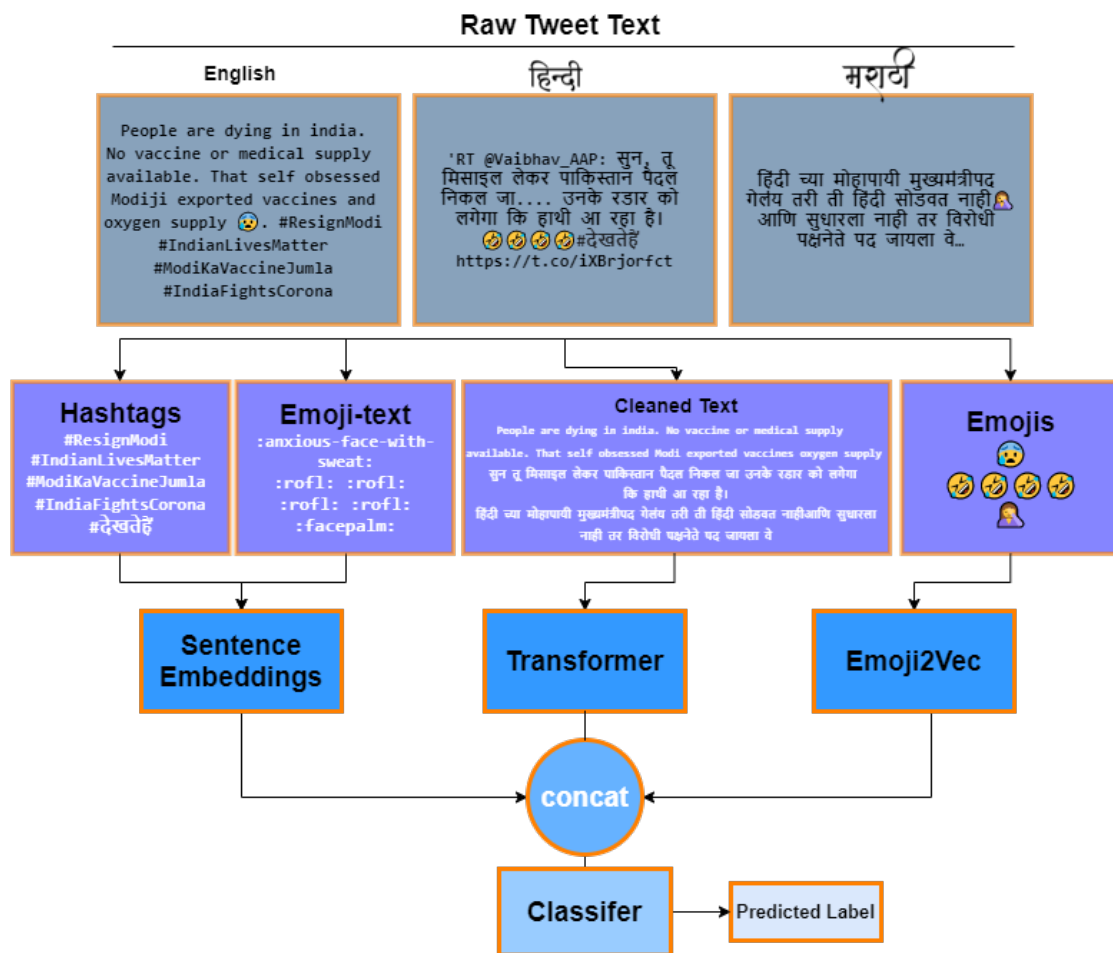 Raw Tweet Text
English
हिन्दी
मराठी
People are dying in india.
No vaccine or medical supply
available. That self obsessed
Modiji exported vaccines and
oxygen supply 😰. #ResignModi
#IndianLivesMatter
#ModiKaVaccineJumla
#IndiaFightsCorona
'RT @Vaibhav_AAP: सुन, तू
मिसाइल लेकर पाकिस्तान पैदल
निकल जा.... उनके रडार को
लगेगा कि हाथी आ रहा है।
🤣🤣🤣🤣#देखतेहैं
https://t.co/iXBrjorfct
हिंदी च्या मोहापायी मुख्यमंत्रीपद
गेलंय तरी ती हिंदी सोडवत नाही🤦
आणि सुधारला नाही तर विरोधी
पक्षनेते पद जायला वे…
Hashtags
#ResignModi
#IndianLivesMatter
#ModiKaVaccineJumla
#IndiaFightsCorona
#देखतेहैं
Emoji-text
:anxious-face-with-
sweat:
:rofl: :rofl:
:rofl: :rofl:
:facepalm:
Cleaned Text
People are dying in india. No vaccine or medical supply
available. That self obsessed Modi exported vaccines oxygen supply
सुन तू मिसाइल लेकर पाकिस्तान पैदल निकल जा उनके रडार को लगेगा
कि हाथी आ रहा है।
हिंदी च्या मोहापायी मुख्यमंत्रीपद गेलंय तरी ती हिंदी सोडवत नाहीआणि सुधारला
नाही तर विरोधी पक्षनेते पद जायला वे
Emojis
😰
🤣🤣🤣🤣
🤦
Sentence
Embeddings
Transformer
Emoji2Vec
concat
Classifer
Predicted Label